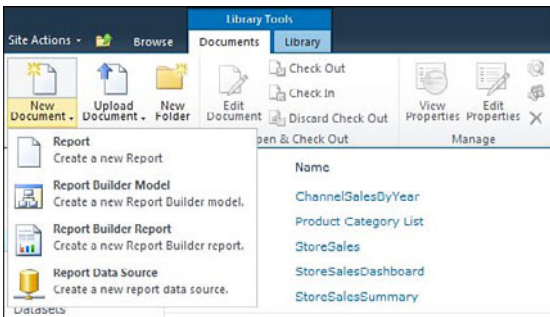 Library Tools
Site Actions
Browse
Documents
Library
New Document
Upload Document
New Folder
Edit Document
Check Out
Check In
Discard Check Out
View Properties
Edit Properties
pen & Check Out
Manage
Report
Create a new Report
Report Builder Model
Create a new Report Builder model.
Report Builder Report
Create a new Report Builder report.
Report Data Source
Create a new report data source.
Name
ChannelSalesByYear
Product Category List
StoreSales
StoreSalesDashboard
StoreSalesSummary
Datasets